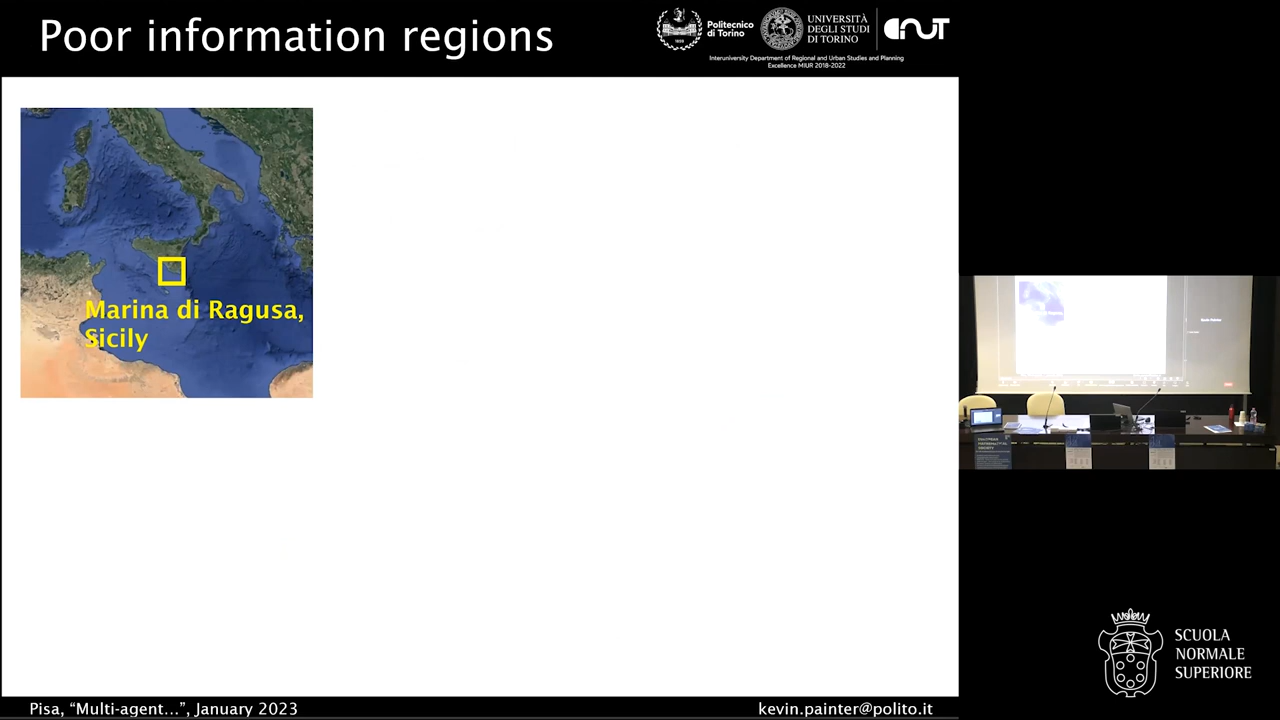 Poor information regions
Politecnico
di Torino
UNIVERSITÀ
DEGLI STUDI
DI TORINO
Interuniversity Department of Regional and Urban Studies and Planning
Excellence MIUR 2018-2022
Marina di Ragusa,
Sicily
SCUOLA
NORMALE
SUPERIORE
Pisa, “Multi-agent...”, January 2023
kevin.painter@polito.it